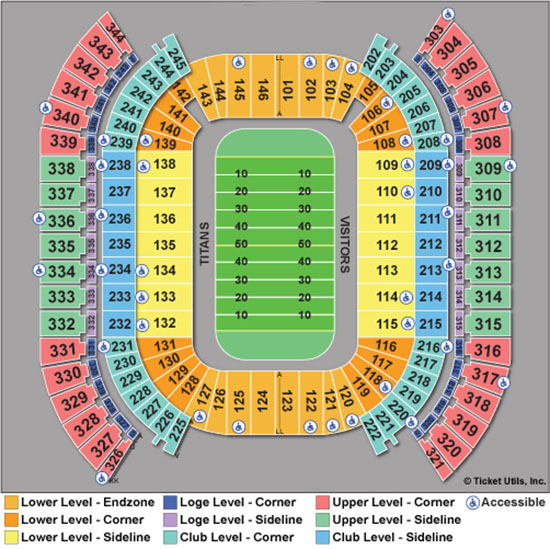 344 245 202 303
343 244 203 304
342 243 204 305
341 242 205 306
340 241 206 307
339 240 207 308
239 208
142 143 144 145 146 101 102 103 104
141 106
140 107
139 108
LL
A
338 238 138 109 209 309
337 237 137 110 210 310 310
336 236 136 111 211 311 311
335 235 135 112 212 312 312
334 234 134 113 213 313 313
333 233 133 114 214 314 314
332 232 132 115 215 315 315
338
336
335
334
332
10 10
20 20
30 30
40 40
50 50
40 40
30 30
20 20
10 10
TITANS
VISITORS
331 231 131 116 216 316
330 230 130 117 217 317
329 229 129 118 218 318
328 228 128 119 219 319
327 227 220 320
326 226 221 321
225 222
127 126 125 124 123 122 121 120
A
LL
KK
© Ticket Utils, Inc.
Lower Level - Endzone Loge Level - Corner Upper Level - Corner Accessible
Lower Level - Corner Loge Level - Sideline Upper Level - Sideline
Lower Level - Sideline Club Level - Corner Club Level - Sideline